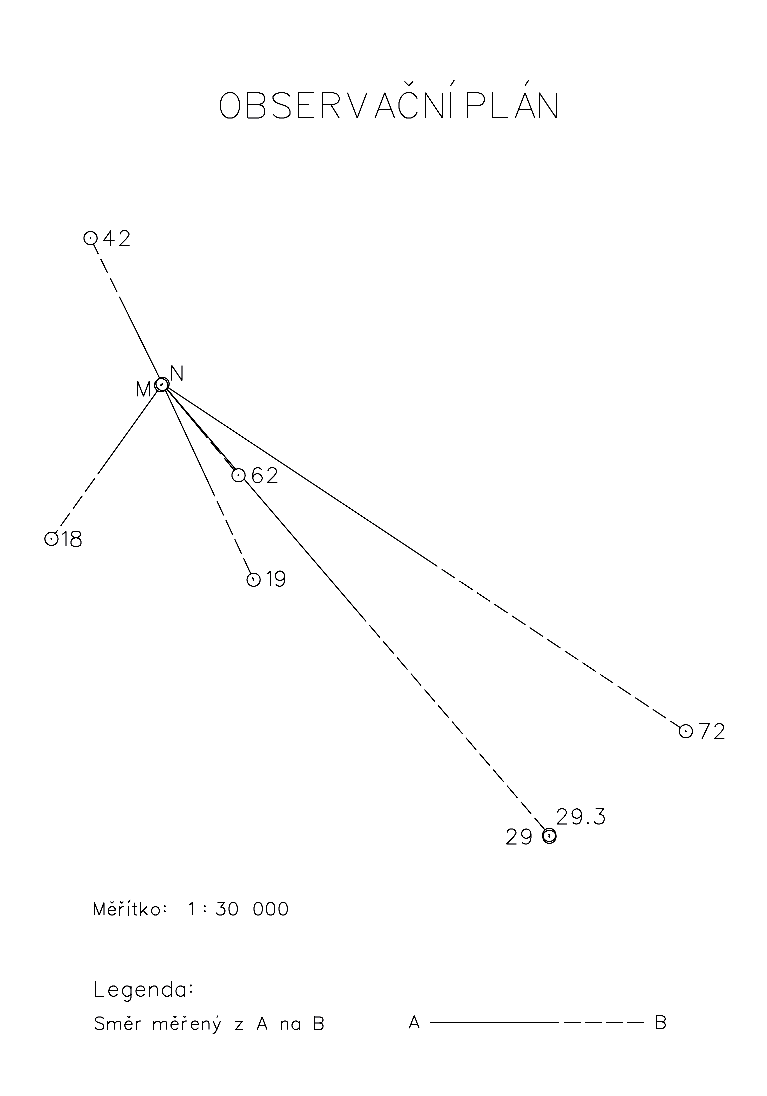 OBSERVAČNÍ PLÁN
42
N
M
62
18
19
72
29.3
29
Měřítko: 1:30 000
Legenda:
Směr měřený z A na B A B